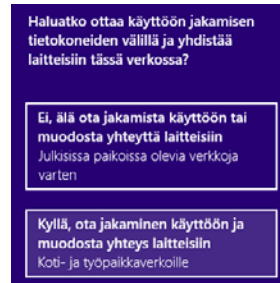 Haluatko ottaa käyttöön jakamisen
tietokoneiden välillä ja yhdistää
laitteisiin tässä verkossa?
Ei, älä ota jakamista käyttöön tai
muodosta yhteyttä laitteisiin
Julkisissa paikoissa olevia verkkoja
varten
Kyllä, ota jakaminen käyttöön ja
muodosta yhteys laitteisiin
Koti- ja työpaikkaverkoille